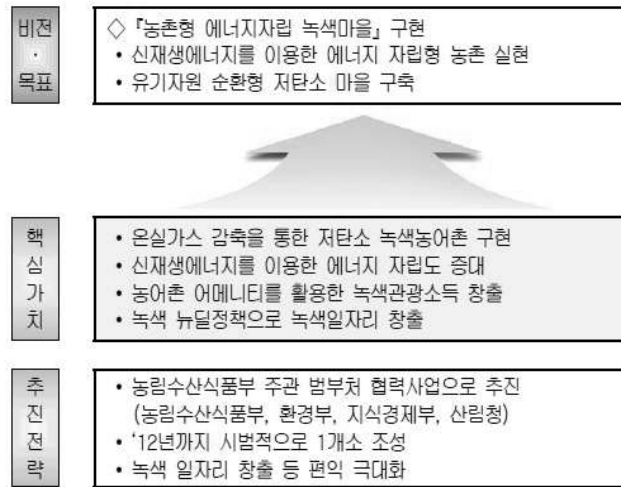 비전
·
목표
◇『농촌형 에너지자립 녹색마을』 구현
• 신재생에너지를 이용한 에너지 자립형 농촌 실현
• 유기자원 순환형 저탄소 마을 구축
핵
심
가
치
• 온실가스 감축을 통한 저탄소 녹색농어촌 구현
• 신재생에너지를 이용한 에너지 자립도 증대
• 농어촌 어메니티를 활용한 녹색관광소득 창출
• 녹색 뉴딜정책으로 녹색일자리 창출
추
진
전
략
• 농림수산식품부 주관 범부처 협력사업으로 추진
(농림수산식품부, 환경부, 지식경제부, 산림청)
• ‘12년까지 시범적으로 1개소 조성
• 녹색 일자리 창출 등 편익 극대화